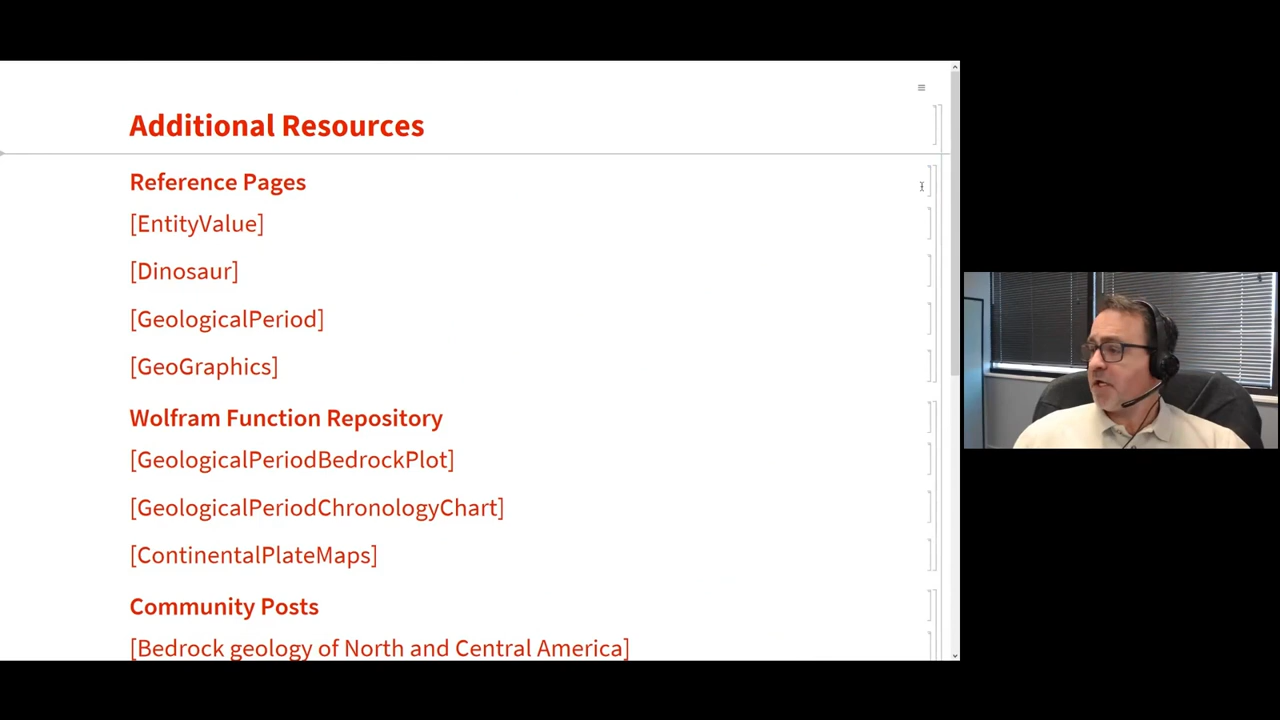 Additional Resources
Reference Pages
[EntityValue]
[Dinosaur]
[GeologicalPeriod]
[GeoGraphics]
Wolfram Function Repository
[GeologicalPeriodBedrockPlot]
[GeologicalPeriodChronologyChart]
[ContinentalPlateMaps]
Community Posts
[Bedrock geology of North and Central America]